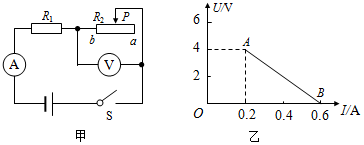 R₁ R₂ P
b a
A V
S
甲
U/V
4 A
2
B
O 0.2 0.4 0.6 I/A
乙